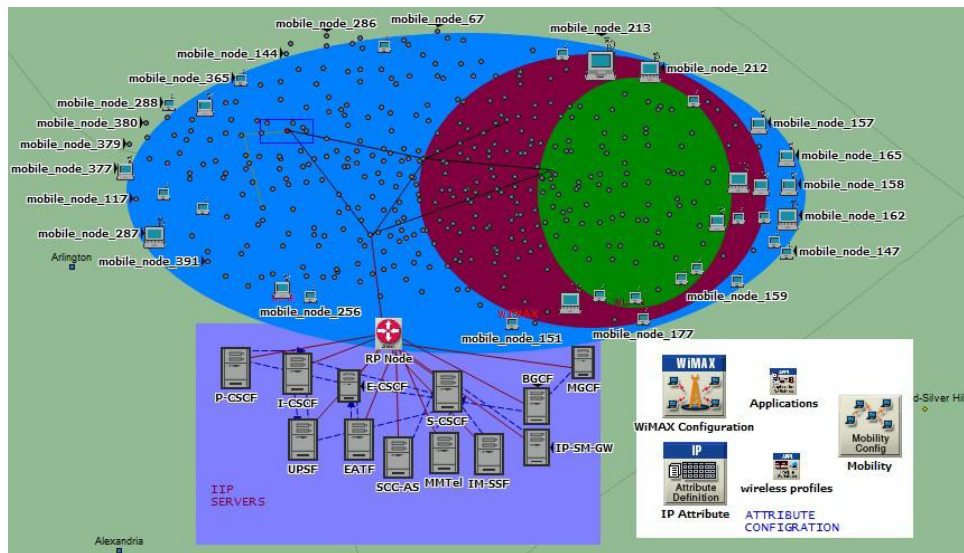 mobile_node_286
mobile_node_67
mobile_node_213
mobile_node_144
mobile_node_212
mobile_node_365
mobile_node_288
mobile_node_380
mobile_node_157
mobile_node_379
mobile_node_165
mobile_node_377
mobile_node_158
mobile_node_117
mobile_node_162
mobile_node_287
mobile_node_147
Arlington
mobile_node_391
mobile_node_159
mobile_node_256
WiMAX
mobile_node_151
mobile_node_177
RP Node
P-CSCF
I-CSCF
E-CSCF
S-CSCF
BGCF
MGCF
UPSF
EATF
SCC-AS
MMTel
IM-SSF
IP-SM-GW
IIP
SERVERS
WiMAX
WiMAX Configuration
Applications
Mobility
Config
Mobility
IP
Attribute
Definition
IP Attribute
wireless profiles
ATTRIBUTE
CONFIGRATION
d-Silver Hil
Alexandria